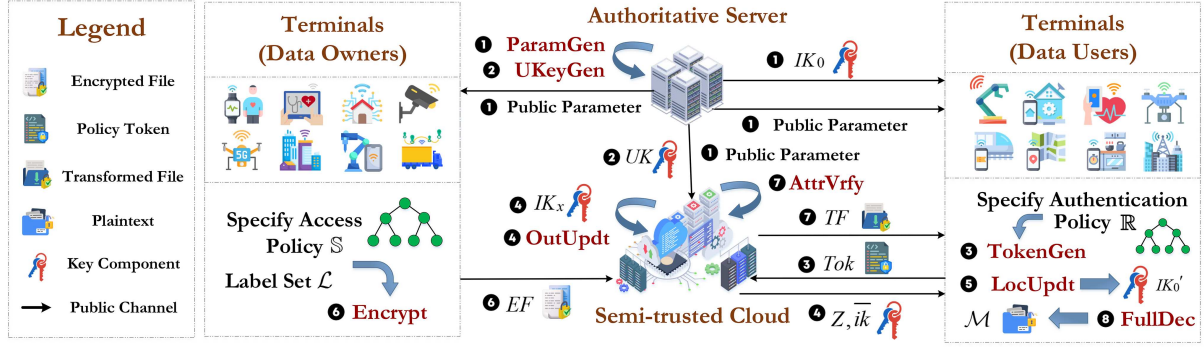 Legend
Encrypted File
Policy Token
Transformed File
Plaintext
Key Component
Public Channel
Terminals
(Data Owners)
5G
Specify Access
Policy 𝕊
Label Set ℒ
❻ Encrypt
Authoritative Server
❶ ParamGen
❷ UKeyGen
❶ Public Parameter
❶ IK₀
❶ Public Parameter
❷ UK
❶ Public Parameter
❼ AttrVrfy
❹ IKₓ
❹ OutUpdt
❼ TF
❸ Tok
❻ EF
Semi-trusted Cloud
❹ Z, i̅k̅
Terminals
(Data Users)
Specify Authentication
Policy ℝ
❸ TokenGen
❺ LocUpdt
IK₀′
ℳ
❽ FullDec